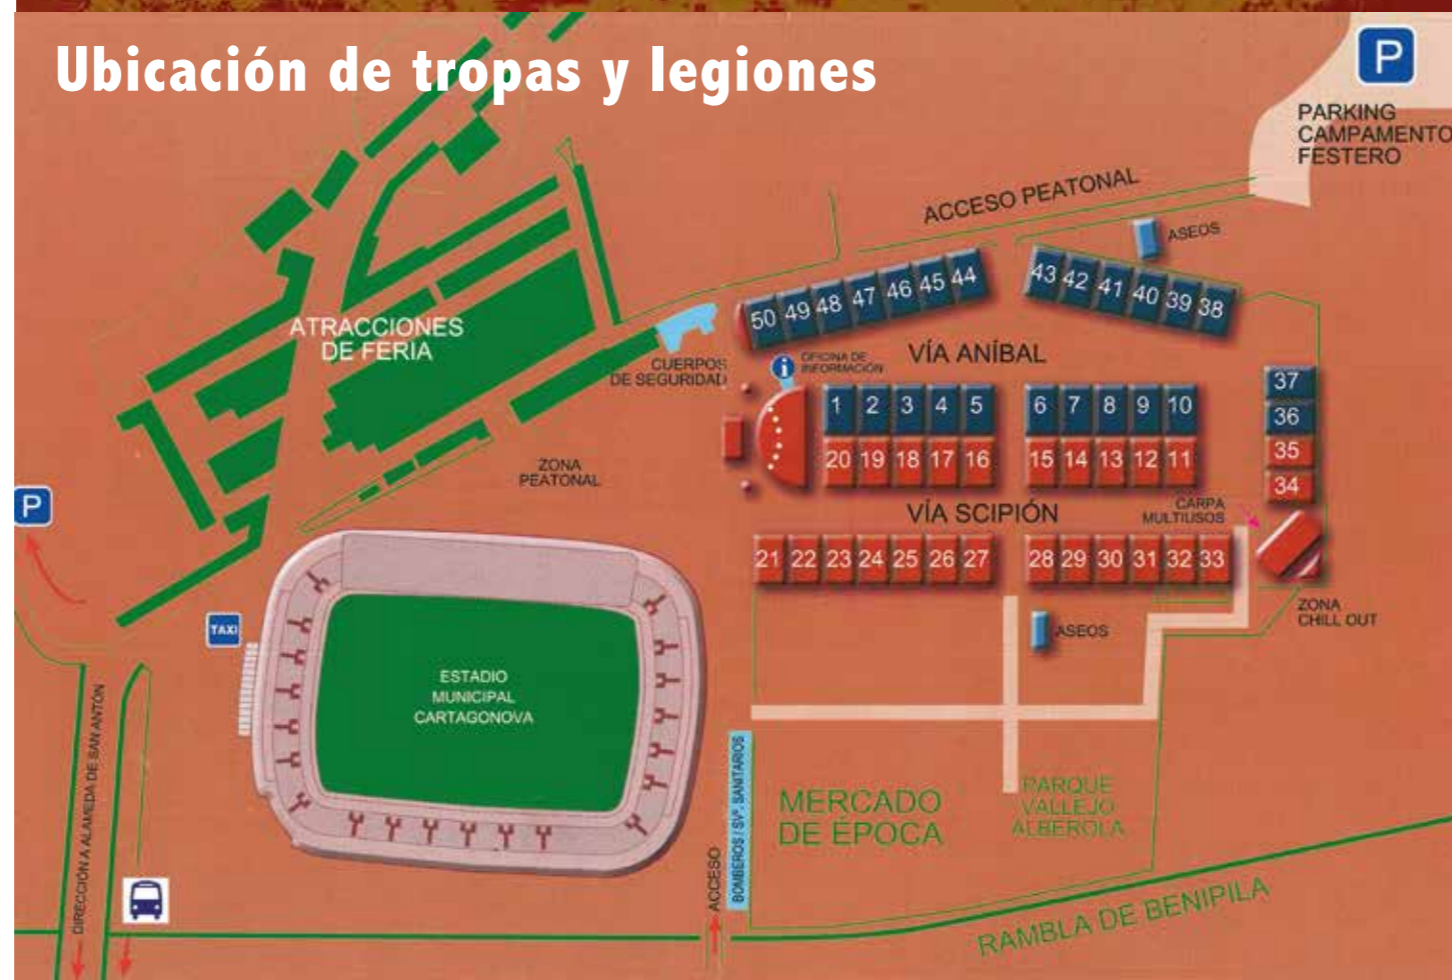 Ubicación de tropas y legiones
P
PARKING
CAMPAMENTO
FESTERO
ACCESO PEATONAL
ASEOS
50 49 48 47 46 45 44
43 42 41 40 39 38
ATRACCIONES
DE FERIA
CUERPOS
DE SEGURIDAD
i
OFICINA DE
INFORMACIÓN
VÍA ANÍBAL
37
36
35
34
1 2 3 4 5
6 7 8 9 10
20 19 18 17 16
15 14 13 12 11
ZONA
PEATONAL
P
VÍA SCIPIÓN
CARPA
MULTIUSOS
21 22 23 24 25 26 27
28 29 30 31 32 33
ZONA
CHILL OUT
TAXI
ASEOS
ESTADIO
MUNICIPAL
CARTAGONOVA
DIRECCIÓN A ALAMEDA DE SAN ANTÓN
ACCESO
BOMBEROS / SVº. SANITARIOS
MERCADO
DE ÉPOCA
PARQUE
VALLEJO
ALBEROLA
RAMBLA DE BENIPILA